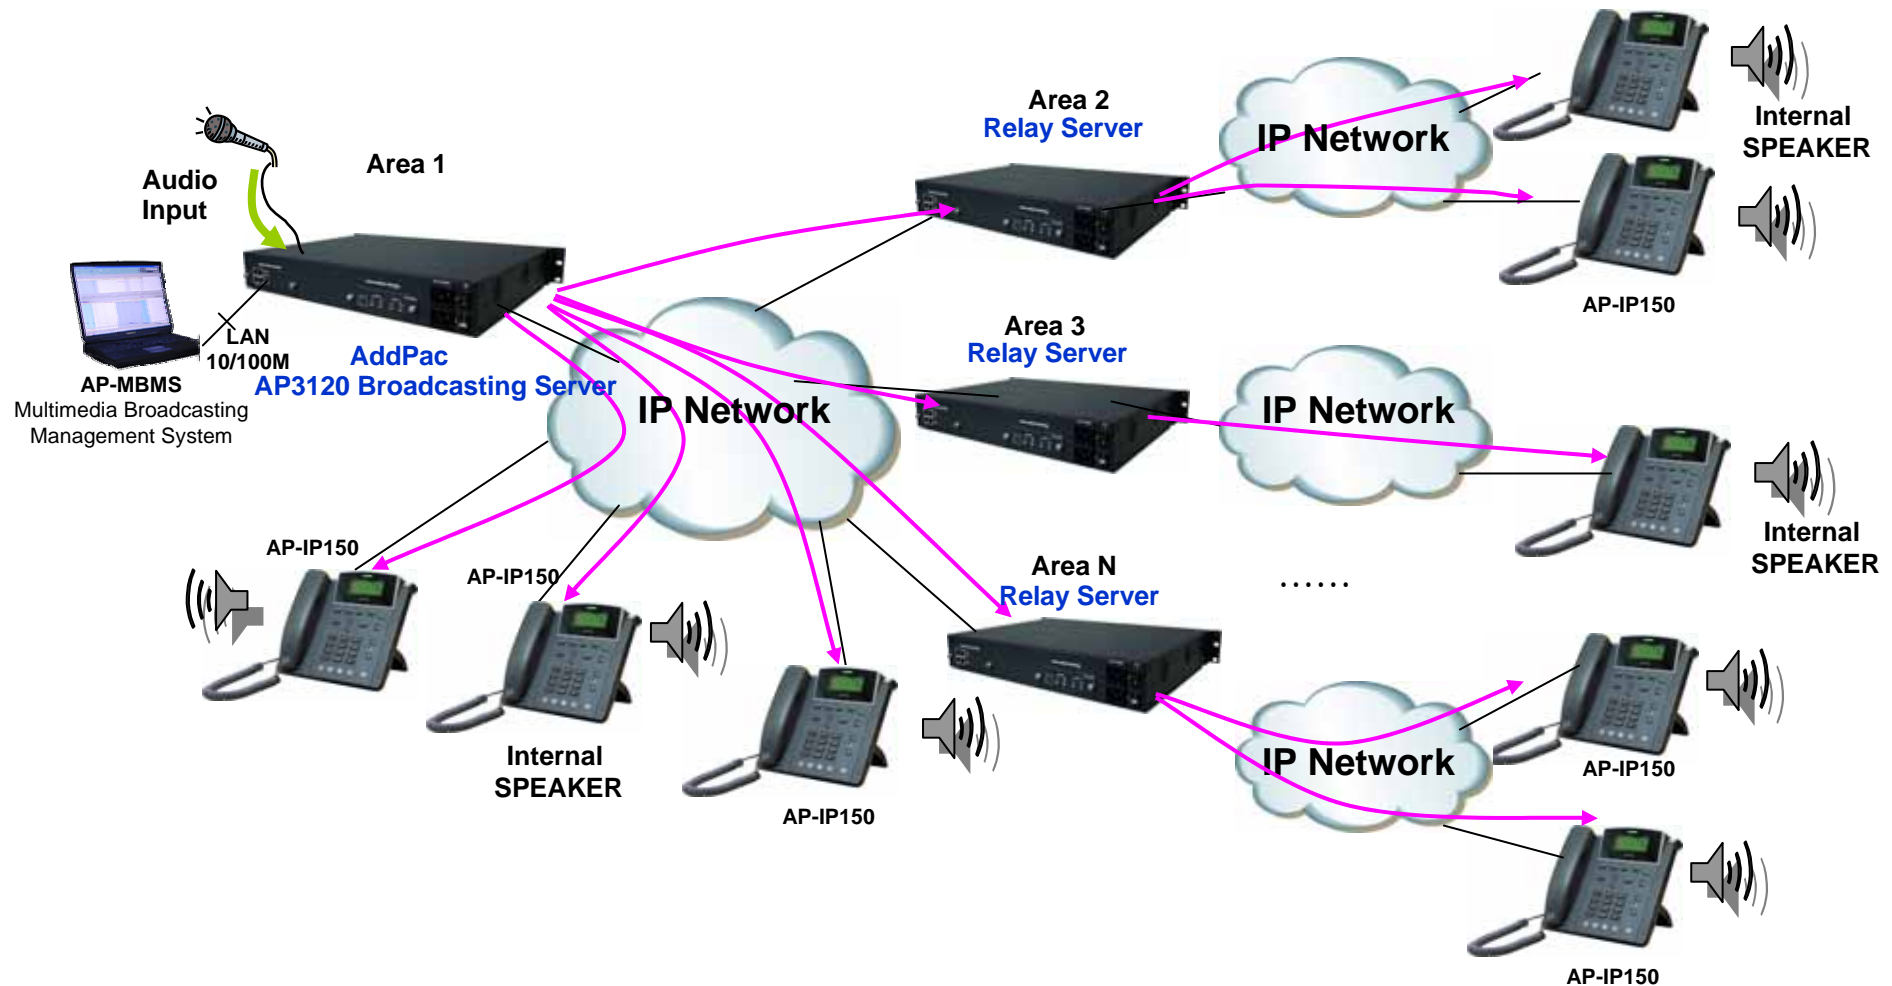 Area 2
Relay Server
IP Network
Internal
SPEAKER
Audio
Input
Area 1
AP-IP150
LAN
10/100M
AddPac
AP3120 Broadcasting Server
AP-MBMS
Multimedia Broadcasting
Management System
IP Network
Area 3
Relay Server
IP Network
Internal
SPEAKER
AP-IP150
AP-IP150
Area N
Relay Server
......
Internal
SPEAKER
AP-IP150
IP Network
AP-IP150
AP-IP150